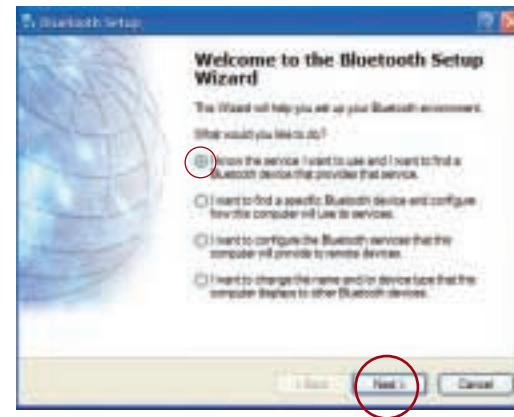 Bluetooth Setup
Welcome to the Bluetooth Setup
Wizard
This Wizard will help you set up your Bluetooth environment.
What would you like to do?
I know the service I want to use and I want to find a
Bluetooth device that provides that service.
I want to find a specific Bluetooth device and configure
how this computer will use its services.
I want to configure the Bluetooth services that this
computer will provide to remote devices.
I want to change the name and/or device type that this
computer displays to other Bluetooth devices.
< Back Next > Cancel